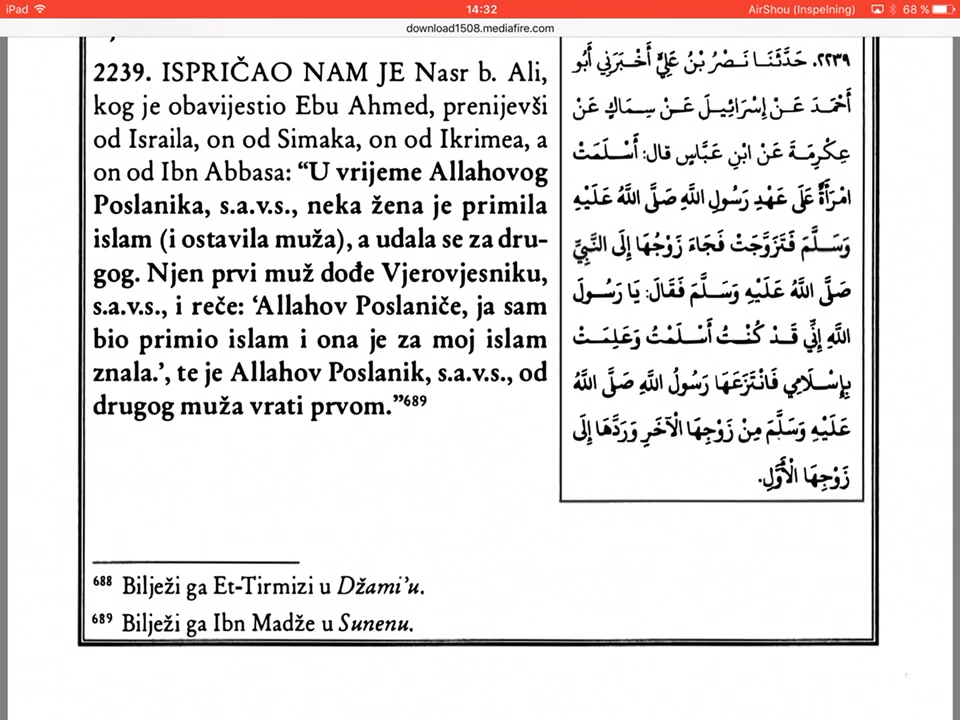 iPad 14:32 AirShou (Inspelning) 68 %
download1508.mediafire.com
2239. ISPRIČAO NAM JE Nasr b. Ali,
kog je obavijestio Ebu Ahmed, prenijevši
od Israila, on od Simaka, on od Ikrimea, a
on od Ibn Abbasa: “U vrijeme Allahovog
Poslanika, s.a.v.s., neka žena je primila
islam (i ostavila muža), a udala se za dru-
gog. Njen prvi muž dođe Vjerovjesniku,
s.a.v.s., i reče: ‘Allahov Poslaniče, ja sam
bio primio islam i ona je za moj islam
znala.’, te je Allahov Poslanik, s.a.v.s., od
drugog muža vrati prvom.”689
٢٢٣٩. حَدَّثَنَا نَصْرُ بْنُ عَلِيٍّ أَخْبَرَنِي أَبُو
أَحْمَدَ عَنْ إِسْرَائِيلَ عَنْ سِمَاكٍ عَنْ
عِكْرِمَةَ عَنْ ابْنِ عَبَّاسٍ قال: أَسْلَمَتْ
امْرَأَةٌ عَلَى عَهْدِ رَسُولِ اللَّهِ صَلَّى اللَّهُ عَلَيْهِ
وَسَلَّمَ فَتَزَوَّجَتْ فَجَاءَ زَوْجُهَا إِلَى النَّبِيِّ
صَلَّى اللَّهُ عَلَيْهِ وَسَلَّمَ فَقَالَ: يَا رَسُولَ
اللَّهِ إِنِّي قَدْ كُنْتُ أَسْلَمْتُ وَعَلِمَتْ
بِإِسْلَامِي فَانْتَزَعَهَا رَسُولُ اللَّهِ صَلَّى اللَّهُ
عَلَيْهِ وَسَلَّمَ مِنْ زَوْجِهَا الْآخَرِ وَرَدَّهَا إِلَى
زَوْجِهَا الْأَوَّلِ.
688 Bilježi ga Et-Tirmizi u Džami’u.
689 Bilježi ga Ibn Madže u Sunenu.